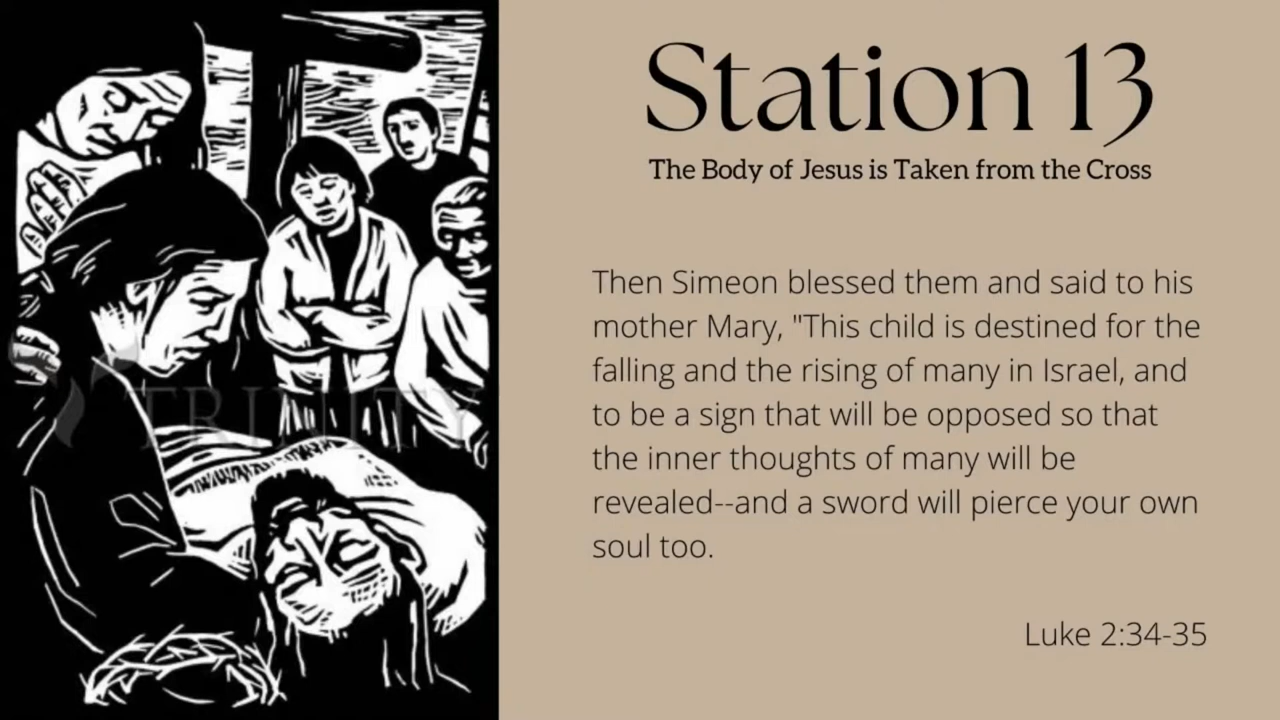 Station 13
The Body of Jesus is Taken from the Cross
Then Simeon blessed them and said to his
mother Mary, "This child is destined for the
falling and the rising of many in Israel, and
to be a sign that will be opposed so that
the inner thoughts of many will be
revealed--and a sword will pierce your own
soul too.
Luke 2:34-35
TRINITY